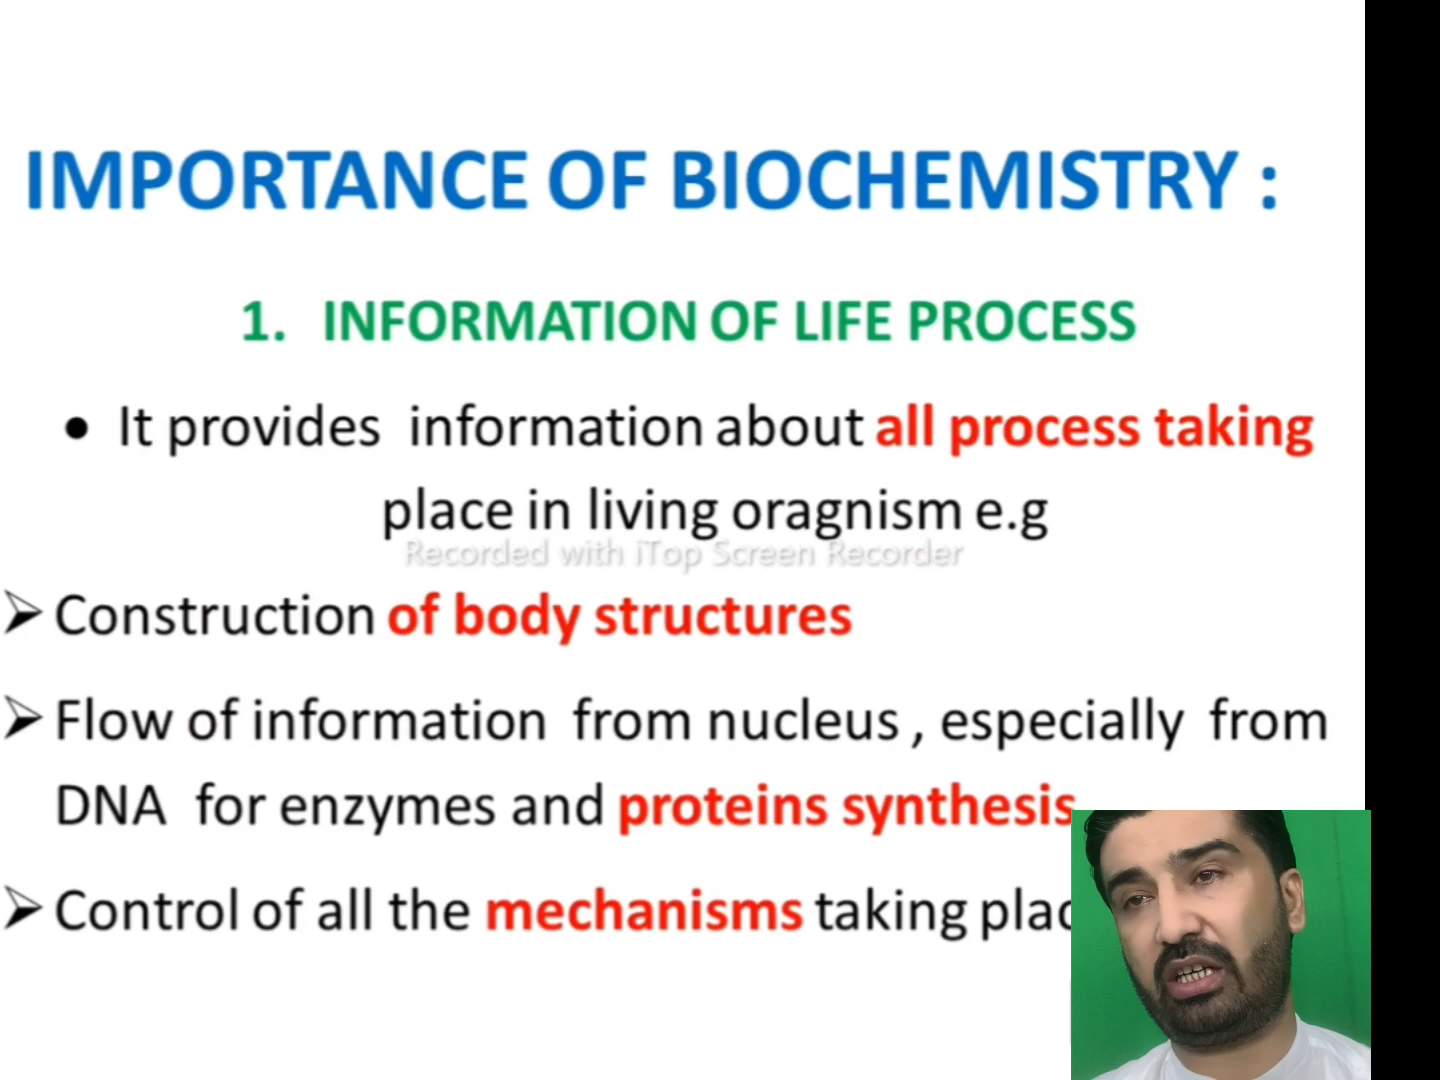 IMPORTANCE OF BIOCHEMISTRY :
1. INFORMATION OF LIFE PROCESS
• It provides information about all process taking
place in living oragnism e.g
Recorded with iTop Screen Recorder
➢ Construction of body structures
➢ Flow of information from nucleus , especially from
DNA for enzymes and proteins synthesis
➢ Control of all the mechanisms taking